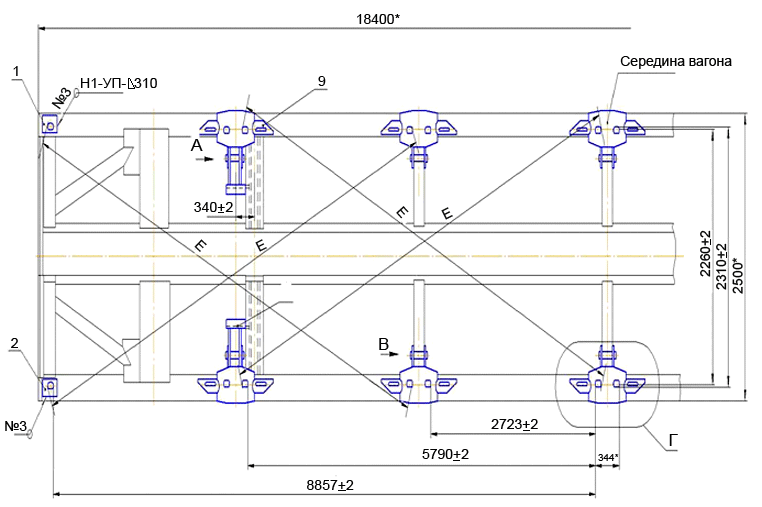 18400*
Середина вагона
1
№3
Н1-УП-⊿310
9
А
340±2
Е
Е
Е
Е
2260±2
2310±2
2500*
2
В
№3
2723±2
Г
5790±2
344*
8857±2